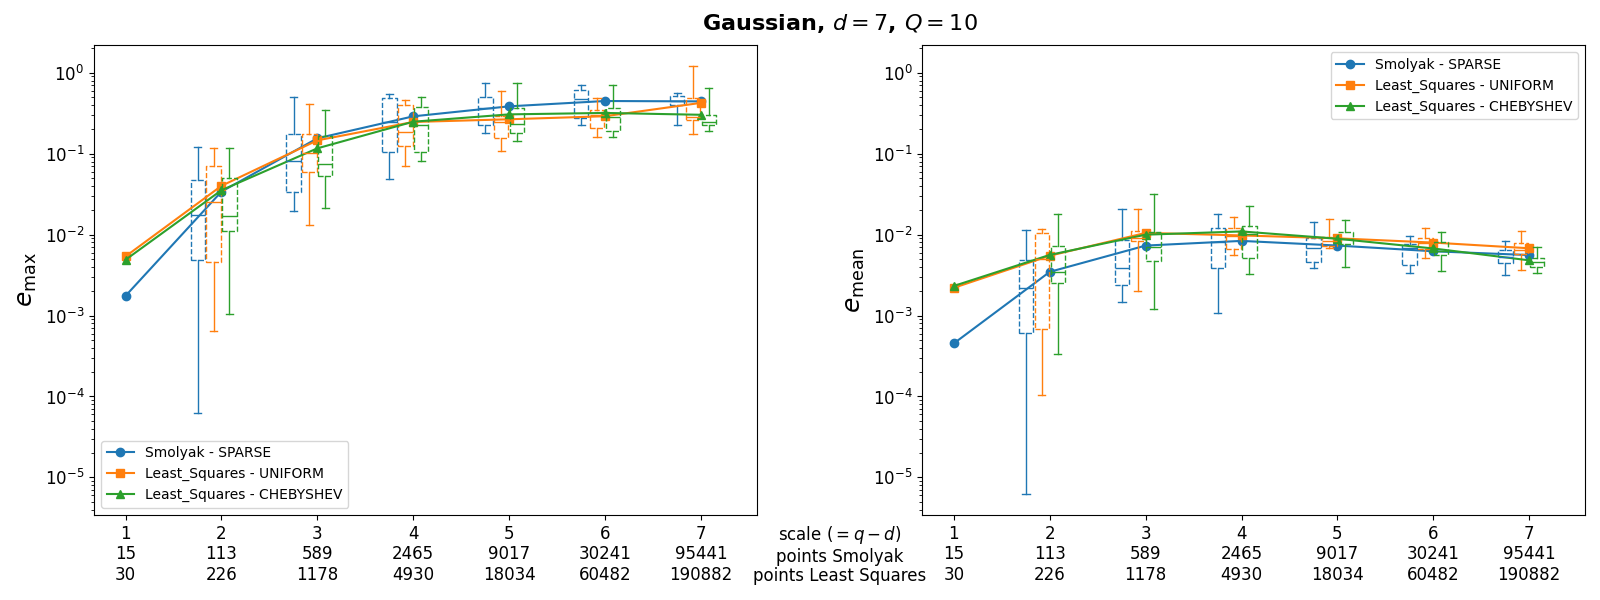 Gaussian, d = 7, Q = 10
e_max
10^0
10^-1
10^-2
10^-3
10^-4
10^-5
Smolyak - SPARSE
Least_Squares - UNIFORM
Least_Squares - CHEBYSHEV
1 2 3 4 5 6 7
15 113 589 2465 9017 30241 95441
30 226 1178 4930 18034 60482 190882
scale (= q − d)
points Smolyak
points Least Squares
e_mean
10^0
10^-1
10^-2
10^-3
10^-4
10^-5
Smolyak - SPARSE
Least_Squares - UNIFORM
Least_Squares - CHEBYSHEV
1 2 3 4 5 6 7
15 113 589 2465 9017 30241 95441
30 226 1178 4930 18034 60482 190882